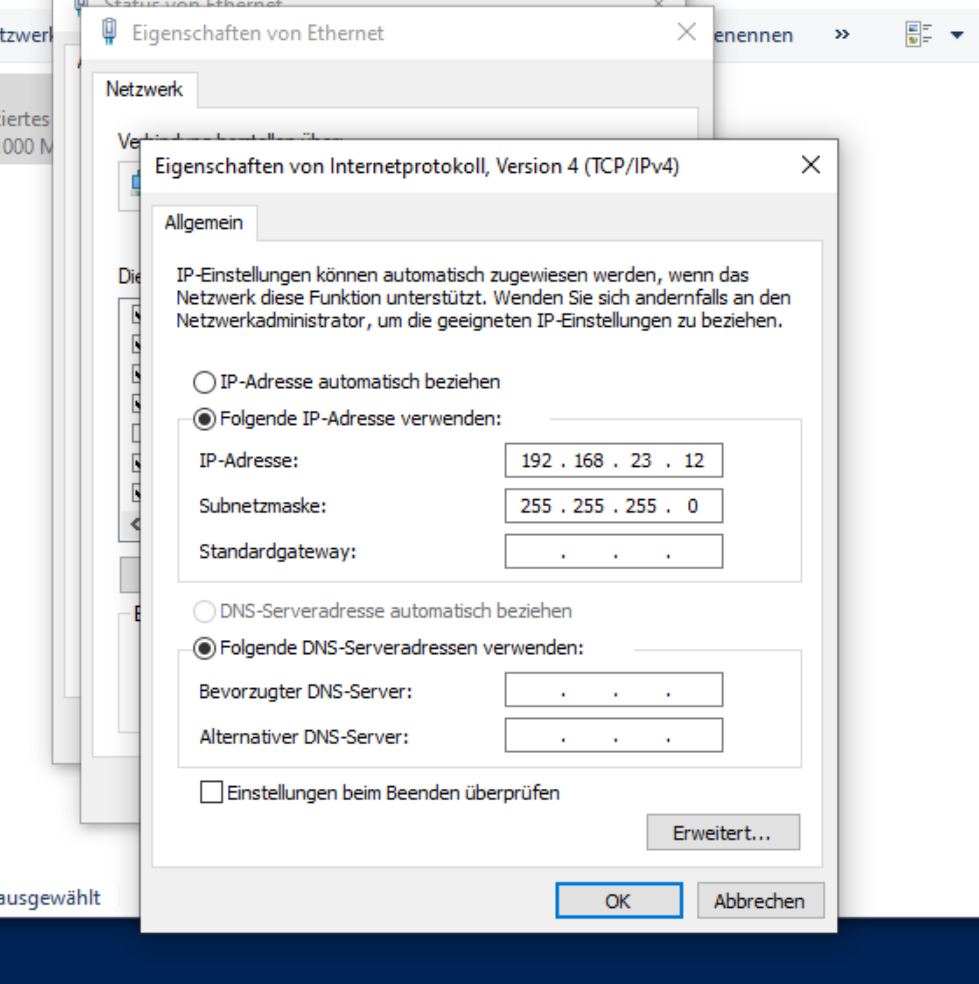 Status von Ethernet
Eigenschaften von Ethernet
enennen
Netzwerk
1000 M
Verbindung herstellen über:
Eigenschaften von Internetprotokoll, Version 4 (TCP/IPv4)
Allgemein
Die
IP-Einstellungen können automatisch zugewiesen werden, wenn das
Netzwerk diese Funktion unterstützt. Wenden Sie sich andernfalls an den
Netzwerkadministrator, um die geeigneten IP-Einstellungen zu beziehen.
IP-Adresse automatisch beziehen
Folgende IP-Adresse verwenden:
IP-Adresse: 192 . 168 . 23 . 12
Subnetzmaske: 255 . 255 . 255 . 0
Standardgateway: . . .
DNS-Serveradresse automatisch beziehen
Folgende DNS-Serveradressen verwenden:
Bevorzugter DNS-Server: . . .
Alternativer DNS-Server: . . .
Einstellungen beim Beenden überprüfen
Erweitert...
ausgewählt
OK Abbrechen